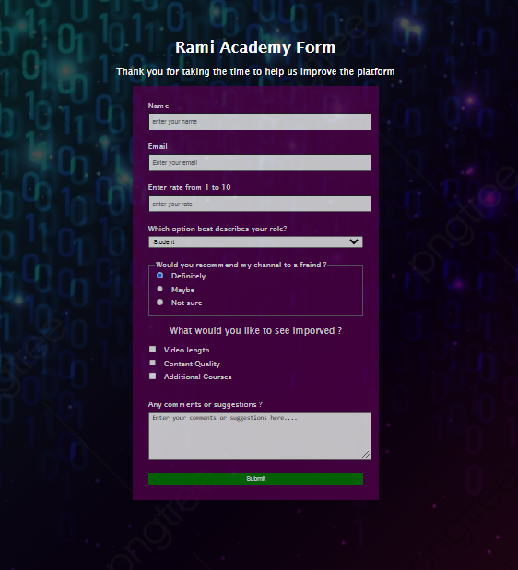 Rami Academy Form
Thank you for taking the time to help us improve the platform
Name
enter your name
Email
Enter your email
Enter rate from 1 to 10
enter your rate
Which option best describes your role?
Student
Would you recommend my channel to a fraind ?
Definitely
Maybe
Not sure
What would you like to see imporved ?
Video length
Content Quality
Additional Courses
Any comments or suggestions ?
Enter your comments or suggestions here....
Submit